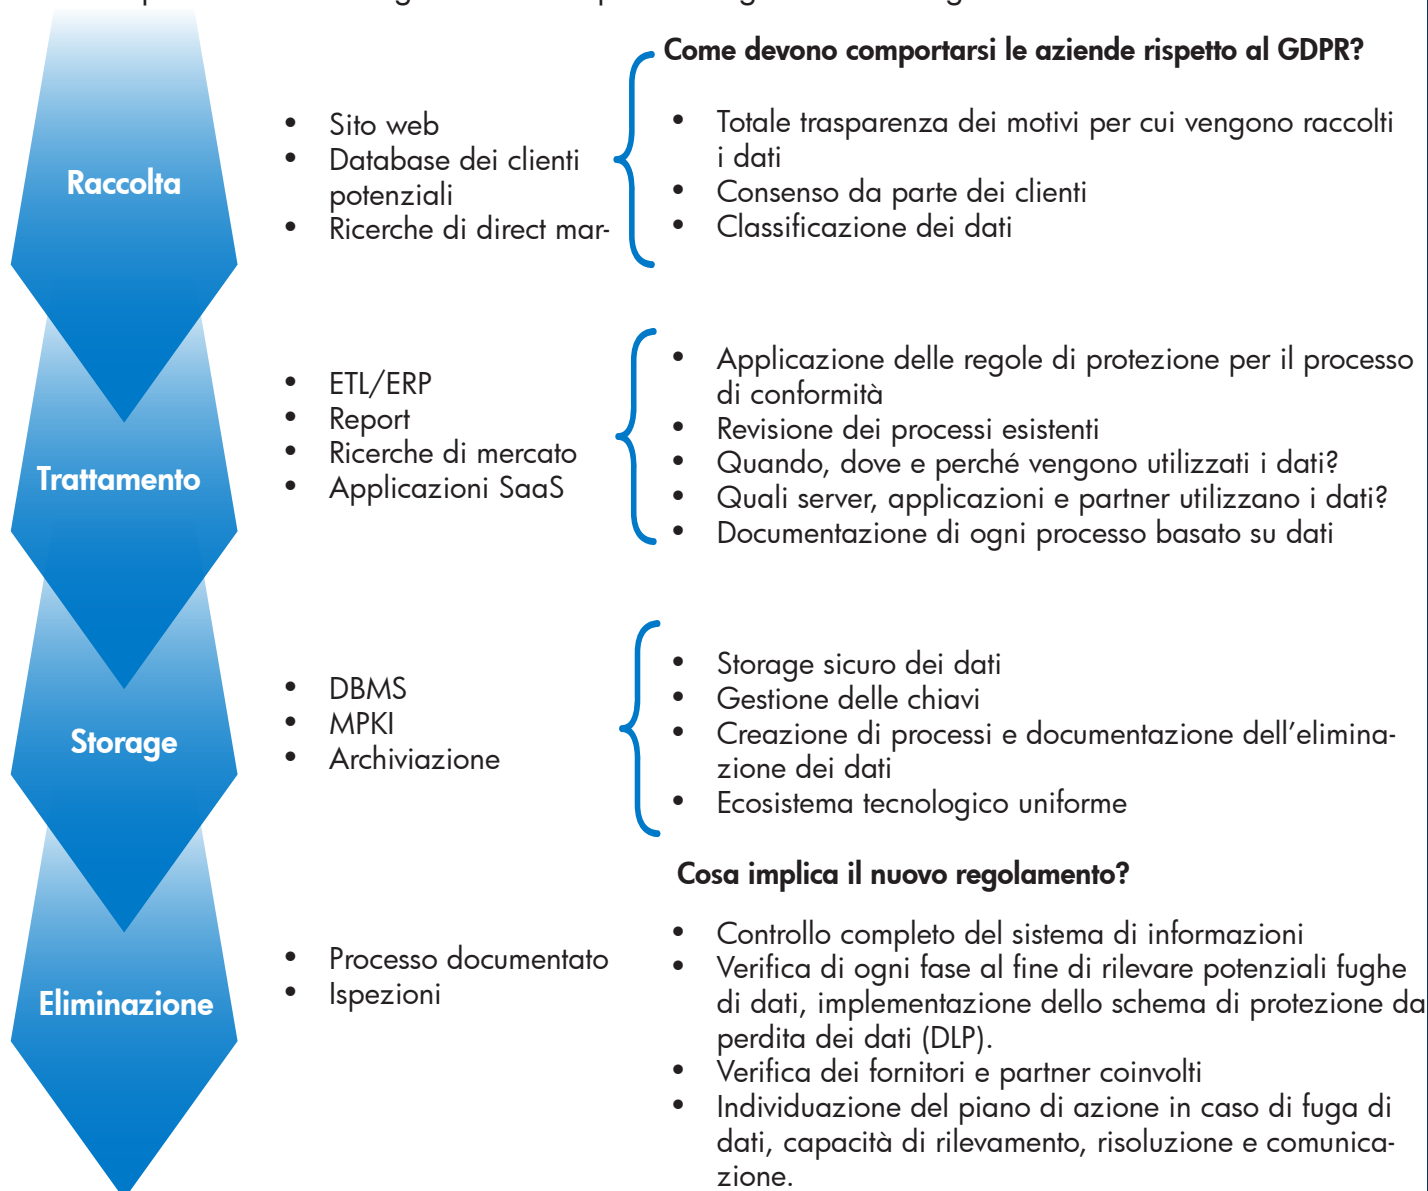 Come devono comportarsi le aziende rispetto al GDPR?
Raccolta
• Sito web
• Database dei clienti
potenziali
• Ricerche di direct mar-
• Totale trasparenza dei motivi per cui vengono raccolti
i dati
• Consenso da parte dei clienti
• Classificazione dei dati
Trattamento
• ETL/ERP
• Report
• Ricerche di mercato
• Applicazioni SaaS
• Applicazione delle regole di protezione per il processo
di conformità
• Revisione dei processi esistenti
• Quando, dove e perché vengono utilizzati i dati?
• Quali server, applicazioni e partner utilizzano i dati?
• Documentazione di ogni processo basato su dati
Storage
• DBMS
• MPKI
• Archiviazione
• Storage sicuro dei dati
• Gestione delle chiavi
• Creazione di processi e documentazione dell’elimina-
zione dei dati
• Ecosistema tecnologico uniforme
Eliminazione
• Processo documentato
• Ispezioni
Cosa implica il nuovo regolamento?
• Controllo completo del sistema di informazioni
• Verifica di ogni fase al fine di rilevare potenziali fughe
di dati, implementazione dello schema di protezione da
perdita dei dati (DLP).
• Verifica dei fornitori e partner coinvolti
• Individuazione del piano di azione in caso di fuga di
dati, capacità di rilevamento, risoluzione e comunica-
zione.